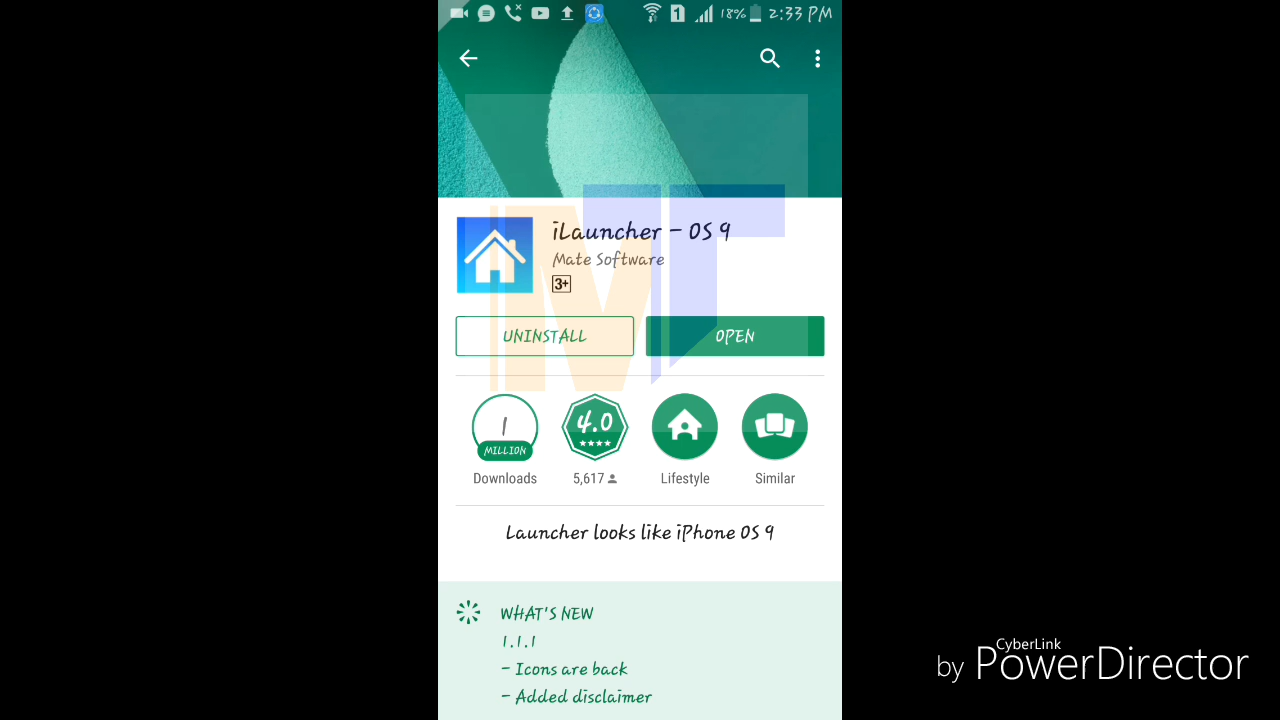 1 18% 2:33 PM
iLauncher – OS 9
Mate Software
3+
UNINSTALL OPEN
1 MILLION 4.0
Downloads 5,617 Lifestyle Similar
Launcher looks like iPhone OS 9
WHAT'S NEW
1.1.1
- Icons are back
- Added disclaimer
MT
CyberLink
by PowerDirector